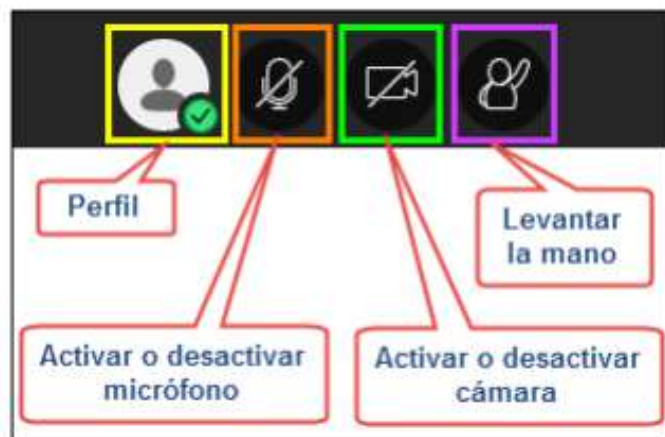 Perfil
Levantar
la mano
Activar o desactivar
micrófono
Activar o desactivar
cámara